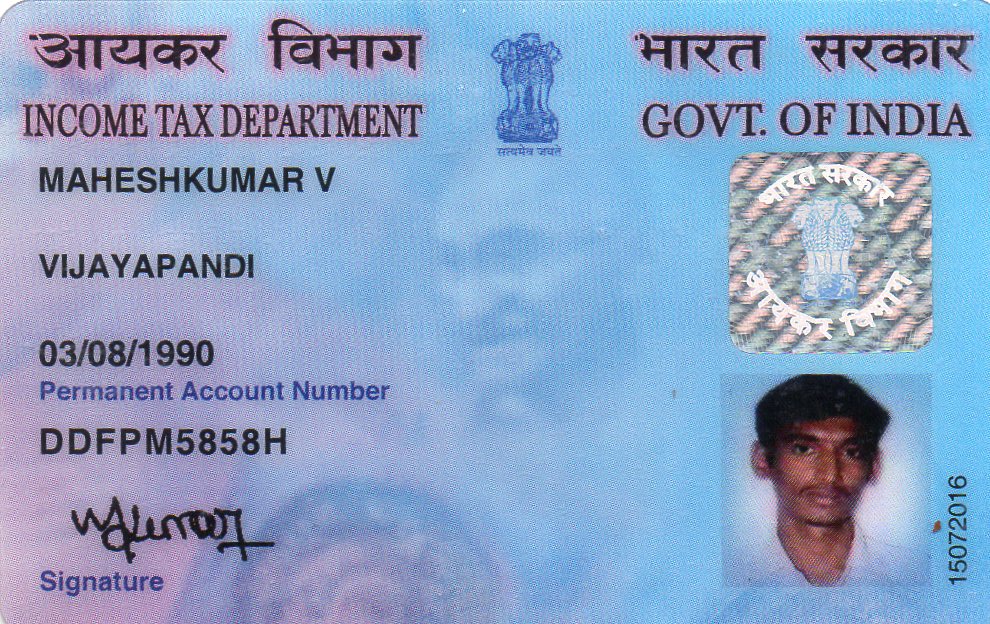 आयकर विभाग
INCOME TAX DEPARTMENT
सत्यमेव जयते
भारत सरकार
GOVT. OF INDIA
MAHESHKUMAR V
VIJAYAPANDI
03/08/1990
Permanent Account Number
DDFPM5858H
Signature
भारत सरकार
आयकर विभाग
15072016